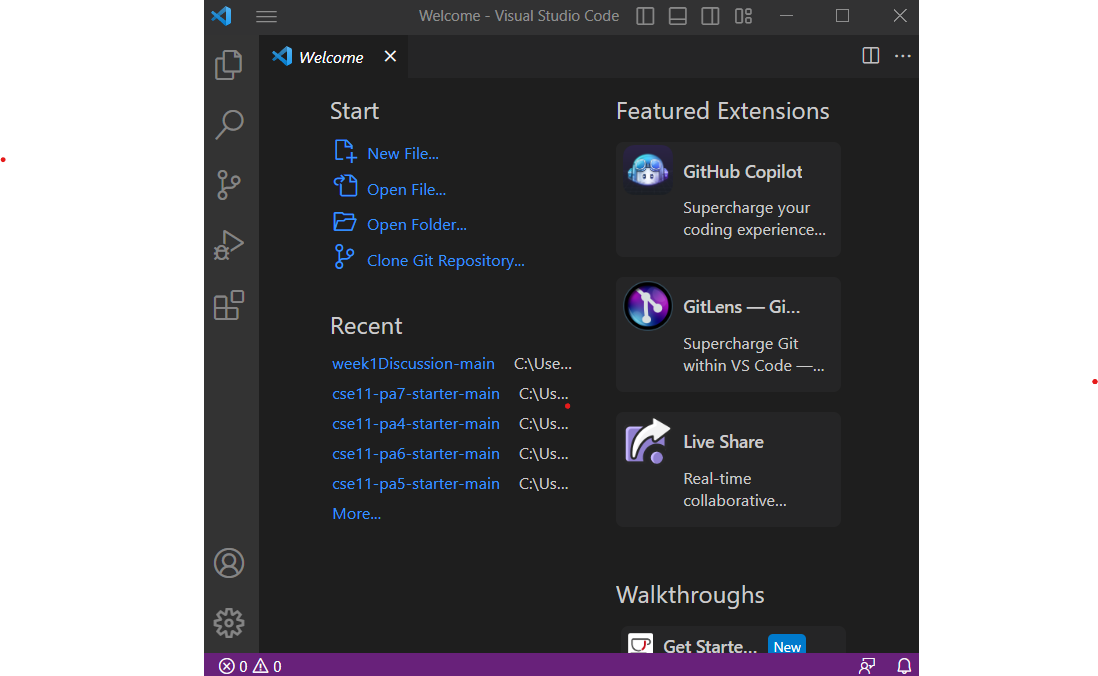 Welcome - Visual Studio Code
Welcome
Start
New File...
Open File...
Open Folder...
Clone Git Repository...
Recent
week1Discussion-main C:\Use...
cse11-pa7-starter-main C:\Us...
cse11-pa4-starter-main C:\Us...
cse11-pa6-starter-main C:\Us...
cse11-pa5-starter-main C:\Us...
More...
Featured Extensions
GitHub Copilot
Supercharge your
coding experience...
GitLens — Gi...
Supercharge Git
within VS Code —...
Live Share
Real-time
collaborative...
Walkthroughs
Get Starte... New
0 0